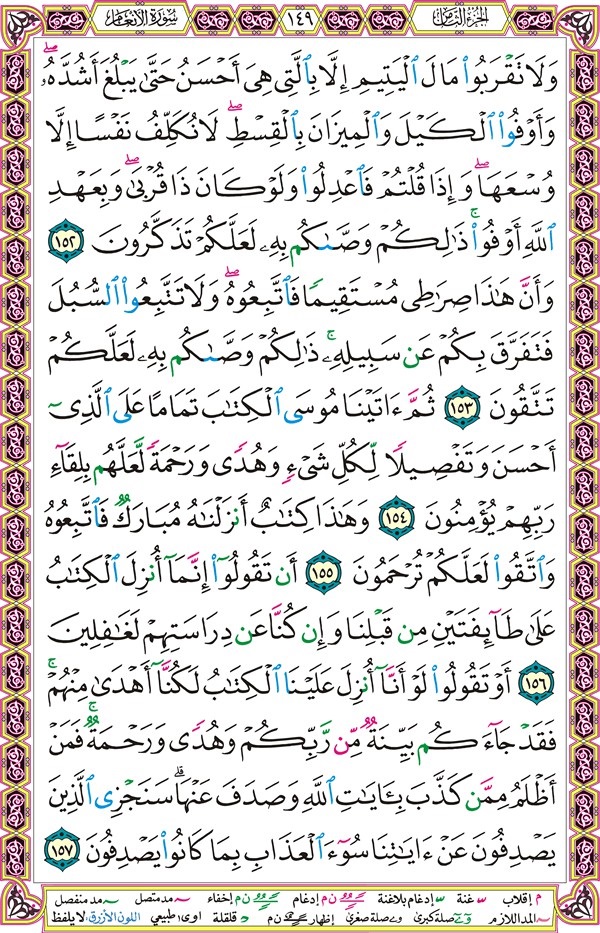 الجزء الثامن ١٤٩ سورة الأنعام
وَلَا تَقْرَبُوا۟ مَالَ ٱلْيَتِيمِ إِلَّا بِٱلَّتِى هِىَ أَحْسَنُ حَتَّىٰ يَبْلُغَ أَشُدَّهُۥ ۖ
وَأَوْفُوا۟ ٱلْكَيْلَ وَٱلْمِيزَانَ بِٱلْقِسْطِ ۖ لَا نُكَلِّفُ نَفْسًا إِلَّا
وُسْعَهَا ۖ وَإِذَا قُلْتُمْ فَٱعْدِلُوا۟ وَلَوْ كَانَ ذَا قُرْبَىٰ ۖ وَبِعَهْدِ
ٱللَّهِ أَوْفُوا۟ ۚ ذَٰلِكُمْ وَصَّىٰكُم بِهِۦ لَعَلَّكُمْ تَذَكَّرُونَ ١٥٢
وَأَنَّ هَٰذَا صِرَٰطِى مُسْتَقِيمًا فَٱتَّبِعُوهُ ۖ وَلَا تَتَّبِعُوا۟ ٱلسُّبُلَ
فَتَفَرَّقَ بِكُمْ عَن سَبِيلِهِۦ ۚ ذَٰلِكُمْ وَصَّىٰكُم بِهِۦ لَعَلَّكُمْ
تَتَّقُونَ ١٥٣ ثُمَّ ءَاتَيْنَا مُوسَى ٱلْكِتَٰبَ تَمَامًا عَلَى ٱلَّذِىٓ
أَحْسَنَ وَتَفْصِيلًا لِّكُلِّ شَىْءٍ وَهُدًى وَرَحْمَةً لَّعَلَّهُم بِلِقَآءِ
رَبِّهِمْ يُؤْمِنُونَ ١٥٤ وَهَٰذَا كِتَٰبٌ أَنزَلْنَٰهُ مُبَارَكٌ فَٱتَّبِعُوهُ
وَٱتَّقُوا۟ لَعَلَّكُمْ تُرْحَمُونَ ١٥٥ أَن تَقُولُوٓا۟ إِنَّمَآ أُنزِلَ ٱلْكِتَٰبُ
عَلَىٰ طَآئِفَتَيْنِ مِن قَبْلِنَا وَإِن كُنَّا عَن دِرَاسَتِهِمْ لَغَٰفِلِينَ
١٥٦ أَوْ تَقُولُوا۟ لَوْ أَنَّآ أُنزِلَ عَلَيْنَا ٱلْكِتَٰبُ لَكُنَّآ أَهْدَىٰ مِنْهُمْ ۚ
فَقَدْ جَآءَكُم بَيِّنَةٌ مِّن رَّبِّكُمْ وَهُدًى وَرَحْمَةٌ ۚ فَمَنْ
أَظْلَمُ مِمَّن كَذَّبَ بِـَٔايَٰتِ ٱللَّهِ وَصَدَفَ عَنْهَا ۗ سَنَجْزِى ٱلَّذِينَ
يَصْدِفُونَ عَنْ ءَايَٰتِنَا سُوٓءَ ٱلْعَذَابِ بِمَا كَانُوا۟ يَصْدِفُونَ ١٥٧
م إقلاب غنة إدغام بلاغنة ن م إدغام ن م إخفاء مد متصل مد منفصل
المد اللازم صلة كبرى صلة صغرى إظهار قلقلة اوى طبيعي اللون الأزرق: لا يلفظ